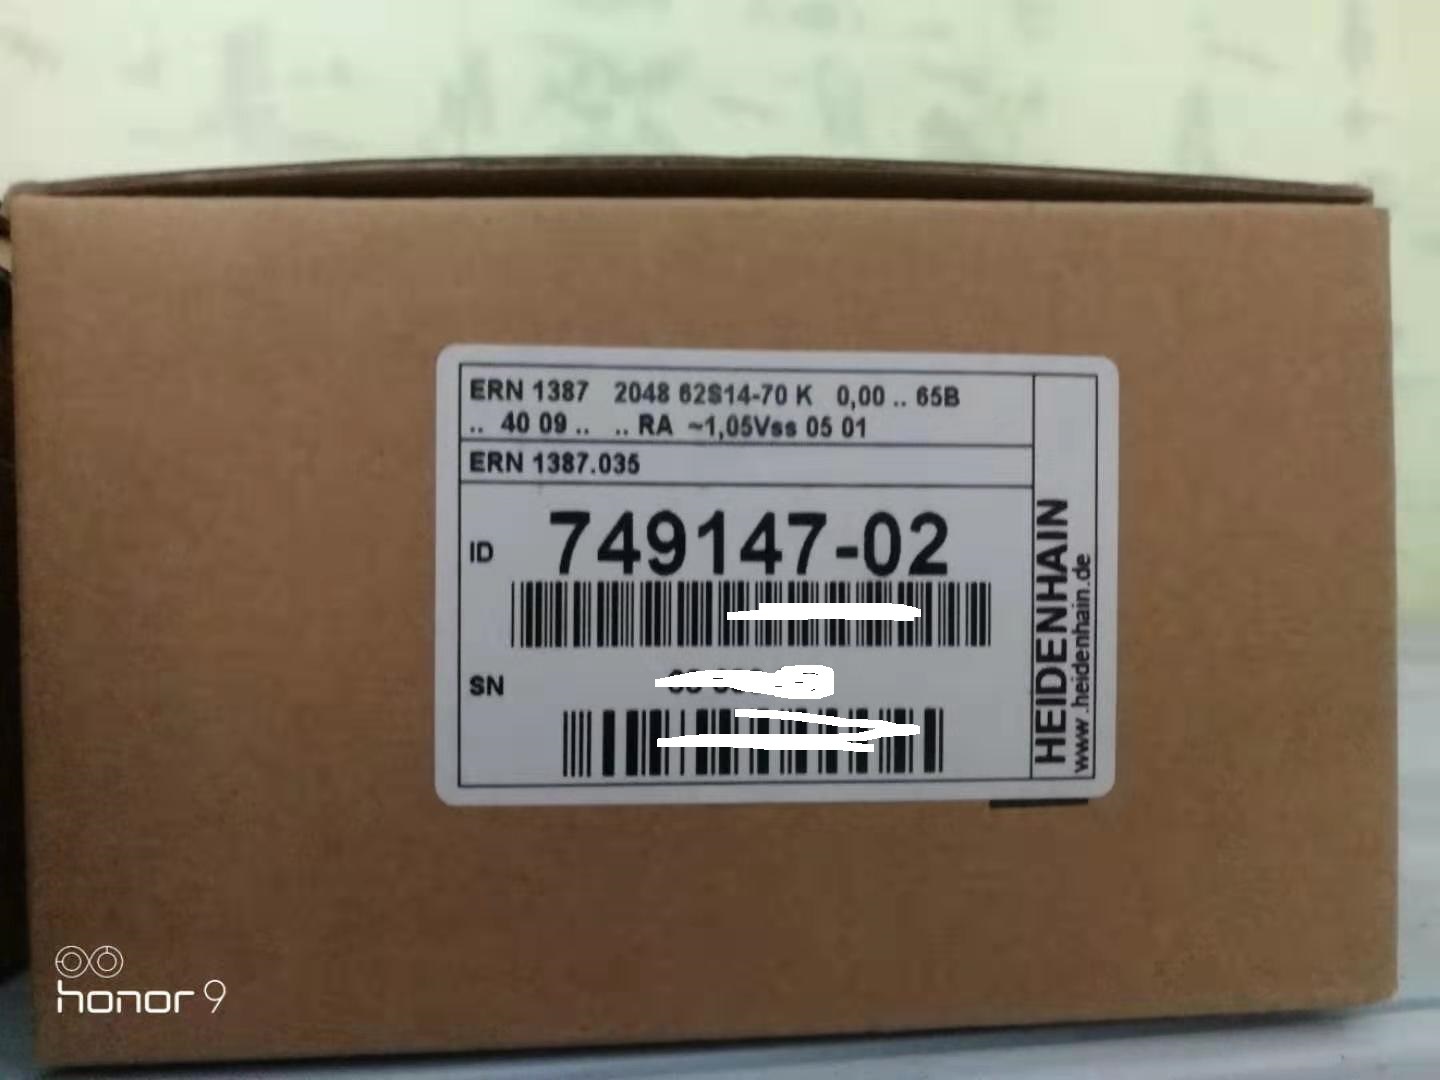 ERN 1387 2048 62S14-70 K 0,00 .. 65B
.. 40 09 .. .. RA ~1,05Vss 05 01
ERN 1387.035
ID 749147-02
SN
HEIDENHAIN
www.heidenhain.de
honor 9